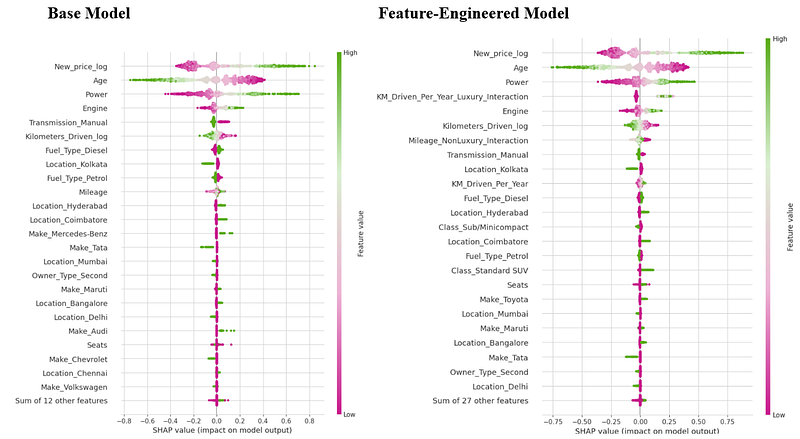 Base Model
High
New_price_log
Age
Power
Engine
Transmission_Manual
Kilometers_Driven_log
Fuel_Type_Diesel
Location_Kolkata
Fuel_Type_Petrol
Mileage
Location_Hyderabad
Location_Coimbatore
Make_Mercedes-Benz
Make_Tata
Location_Mumbai
Owner_Type_Second
Make_Maruti
Location_Bangalore
Location_Delhi
Make_Audi
Seats
Make_Chevrolet
Location_Chennai
Make_Volkswagen
Sum of 12 other features
Feature value
Low
−0.8 −0.6 −0.4 −0.2 0.0 0.2 0.4 0.6 0.8
SHAP value (impact on model output)
Feature-Engineered Model
High
New_price_log
Age
Power
KM_Driven_Per_Year_Luxury_Interaction
Engine
Kilometers_Driven_log
Mileage_NonLuxury_Interaction
Transmission_Manual
Location_Kolkata
KM_Driven_Per_Year
Fuel_Type_Diesel
Location_Hyderabad
Class_Sub/Minicompact
Location_Coimbatore
Fuel_Type_Petrol
Class_Standard SUV
Seats
Make_Toyota
Location_Mumbai
Make_Maruti
Location_Bangalore
Make_Tata
Owner_Type_Second
Location_Delhi
Sum of 27 other features
Feature value
Low
−0.75 −0.50 −0.25 0.00 0.25 0.50 0.75
SHAP value (impact on model output)